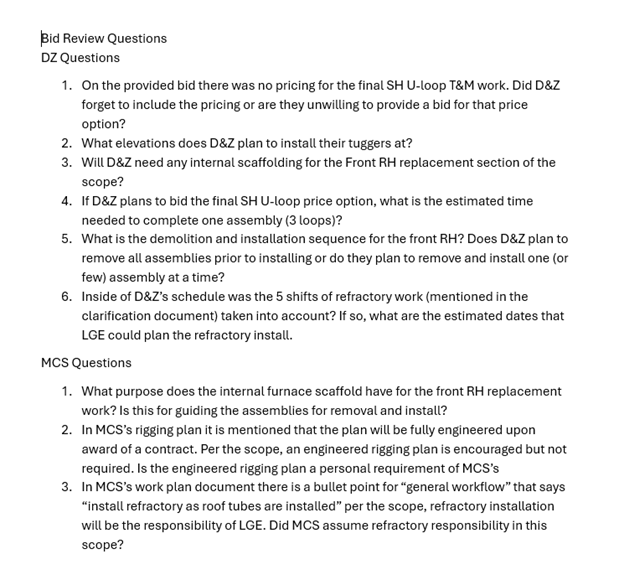 Bid Review Questions
DZ Questions
1. On the provided bid there was no pricing for the final SH U-loop T&M work. Did D&Z
forget to include the pricing or are they unwilling to provide a bid for that price
option?
2. What elevations does D&Z plan to install their tuggers at?
3. Will D&Z need any internal scaffolding for the Front RH replacement section of the
scope?
4. If D&Z plans to bid the final SH U-loop price option, what is the estimated time
needed to complete one assembly (3 loops)?
5. What is the demolition and installation sequence for the front RH? Does D&Z plan to
remove all assemblies prior to installing or do they plan to remove and install one (or
few) assembly at a time?
6. Inside of D&Z’s schedule was the 5 shifts of refractory work (mentioned in the
clarification document) taken into account? If so, what are the estimated dates that
LGE could plan the refractory install.
MCS Questions
1. What purpose does the internal furnace scaffold have for the front RH replacement
work? Is this for guiding the assemblies for removal and install?
2. In MCS’s rigging plan it is mentioned that the plan will be fully engineered upon
award of a contract. Per the scope, an engineered rigging plan is encouraged but not
required. Is the engineered rigging plan a personal requirement of MCS’s
3. In MCS’s work plan document there is a bullet point for “general workflow” that says
“install refractory as roof tubes are installed” per the scope, refractory installation
will be the responsibility of LGE. Did MCS assume refractory responsibility in this
scope?